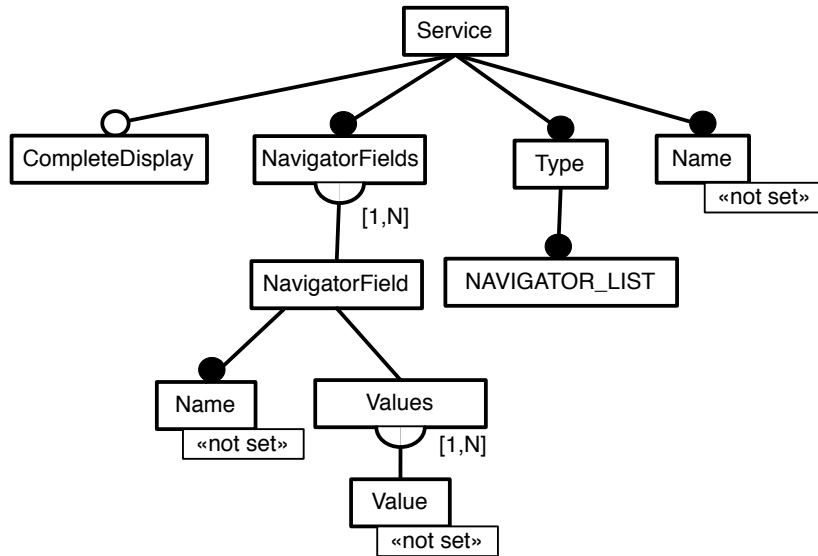 Service
CompleteDisplay
NavigatorFields
Type
Name
«not set»
[1,N]
NavigatorField
NAVIGATOR_LIST
Name
«not set»
Values
[1,N]
Value
«not set»